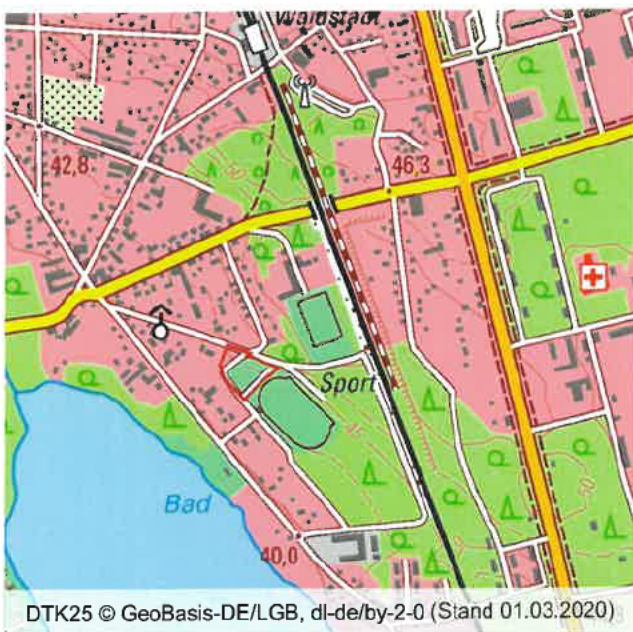 Waldstadt
42,8
46,3
Sport
Bad
40,0
50
DTK25 © GeoBasis-DE/LGB, dl-de/by-2-0 (Stand 01.03.2020)